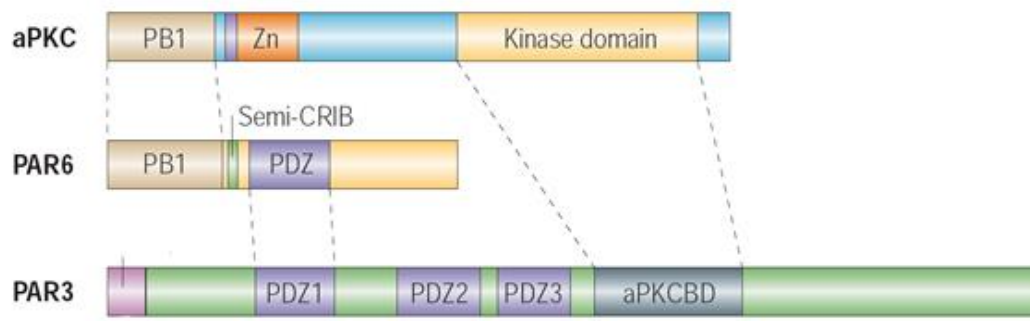 aPKC PB1 Zn Kinase domain
Semi-CRIB
PAR6 PB1 PDZ
PAR3 PDZ1 PDZ2 PDZ3 aPKCBD